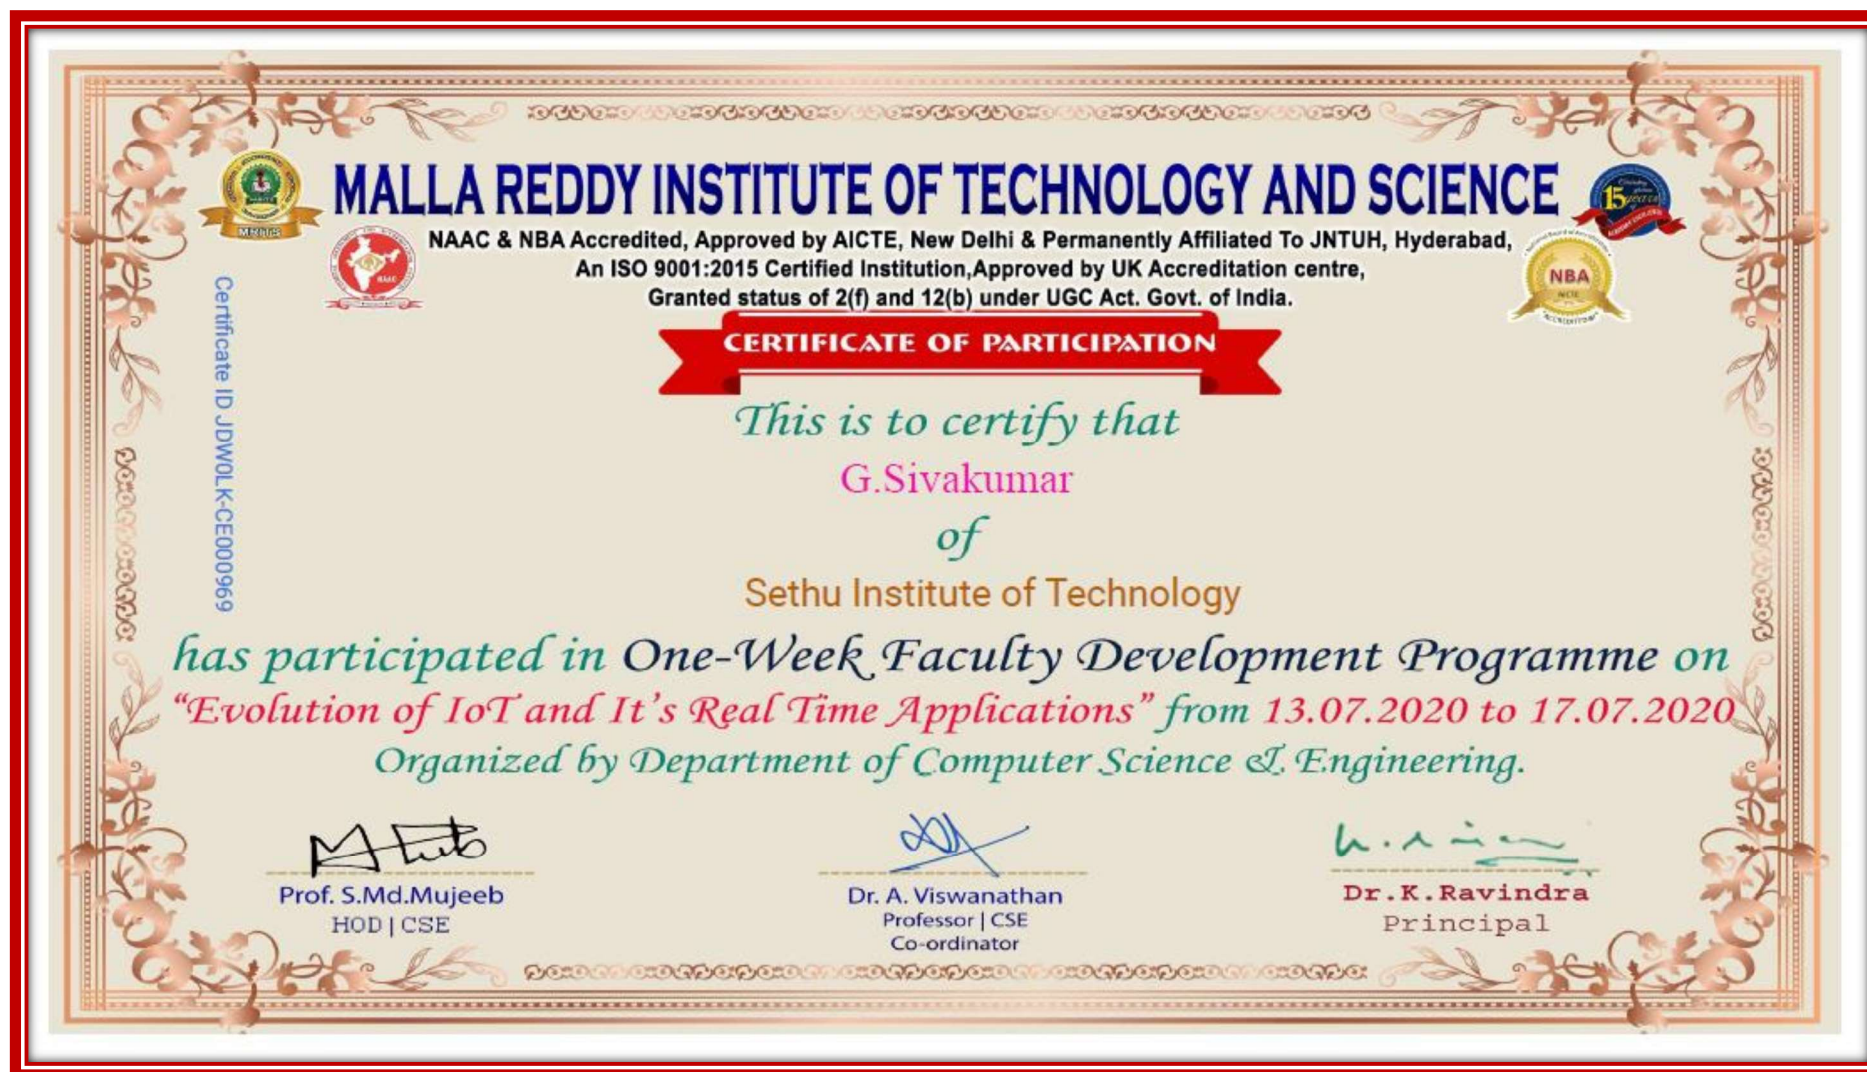 MALLA REDDY INSTITUTE OF TECHNOLOGY AND SCIENCE
MRITS
15 years
NAAC & NBA Accredited, Approved by AICTE, New Delhi & Permanently Affiliated To JNTUH, Hyderabad,
An ISO 9001:2015 Certified Institution,Approved by UK Accreditation centre,
Granted status of 2(f) and 12(b) under UGC Act. Govt. of India.
NBA
Certificate ID JDW0LK-CE000969
CERTIFICATE OF PARTICIPATION
This is to certify that
G.Sivakumar
of
Sethu Institute of Technology
has participated in One-Week Faculty Development Programme on
“Evolution of IoT and It’s Real Time Applications” from 13.07.2020 to 17.07.2020
Organized by Department of Computer Science & Engineering.
Prof. S.Md.Mujeeb
HOD | CSE
Dr. A. Viswanathan
Professor | CSE
Co-ordinator
Dr.K.Ravindra
Principal